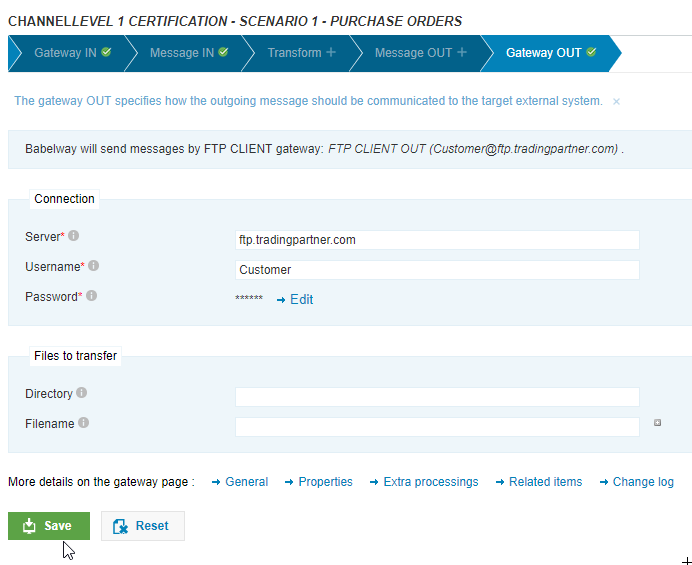 CHANNELLEVEL 1 CERTIFICATION - SCENARIO 1 - PURCHASE ORDERS
Gateway IN Message IN Transform + Message OUT + Gateway OUT
The gateway OUT specifies how the outgoing message should be communicated to the target external system. ×
Babelway will send messages by FTP CLIENT gateway: FTP CLIENT OUT (Customer@ftp.tradingpartner.com) .
Connection
Server* ftp.tradingpartner.com
Username* Customer
Password* ****** → Edit
Files to transfer
Directory
Filename
More details on the gateway page : → General → Properties → Extra processings → Related items → Change log
Save Reset